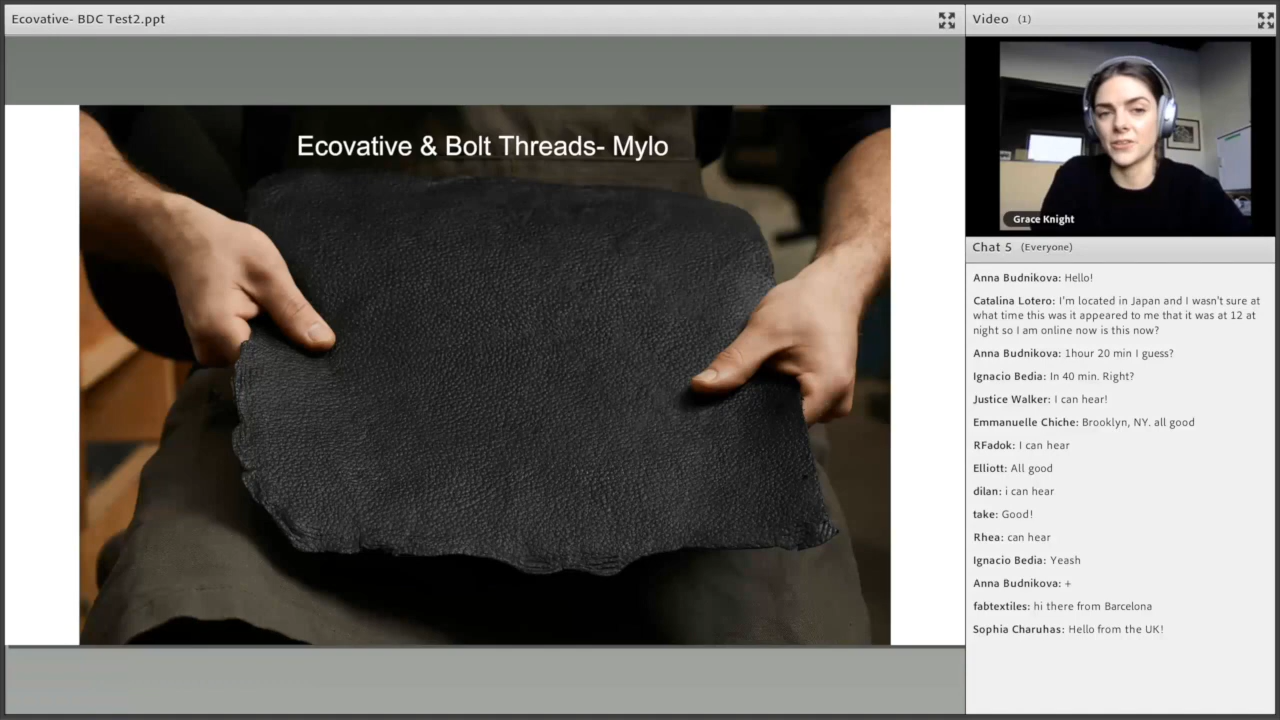 Ecovative- BDC Test2.ppt
Ecovative & Bolt Threads- Mylo
Video (1)
Grace Knight
Chat 5 (Everyone)
Anna Budnikova: Hello!
Catalina Lotero: I'm located in Japan and I wasn't sure at
what time this was it appeared to me that it was at 12 at
night so I am online now is this now?
Anna Budnikova: 1hour 20 min I guess?
Ignacio Bedia: In 40 min. Right?
Justice Walker: I can hear!
Emmanuelle Chiche: Brooklyn, NY. all good
RFadok: I can hear
Elliott: All good
dilan: i can hear
take: Good!
Rhea: can hear
Ignacio Bedia: Yeash
Anna Budnikova: +
fabtextiles: hi there from Barcelona
Sophia Charuhas: Hello from the UK!